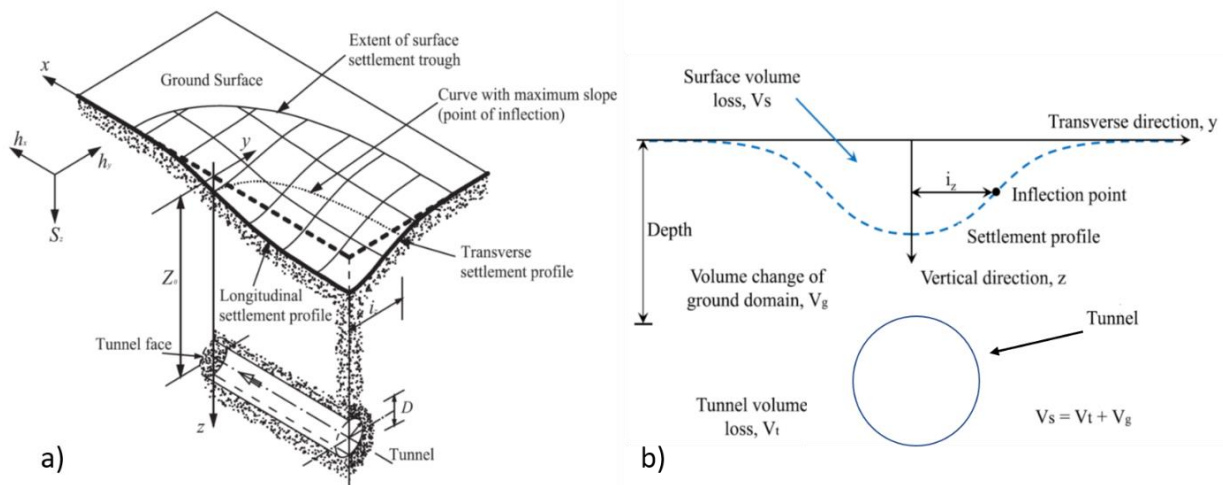 Extent of surface
settlement trough
x
Ground Surface
Curve with maximum slope
(point of inflection)
y
hx
hy
Sz
Transverse
settlement profile
Zo
Longitudinal
settlement profile
i
Tunnel face
D
z
Tunnel
a)
Surface volume
loss, Vs
Transverse direction, y
iz
Inflection point
Depth
Settlement profile
Volume change of
ground domain, Vg
Vertical direction, z
Tunnel
Tunnel volume
loss, Vt
Vs = Vt + Vg
b)